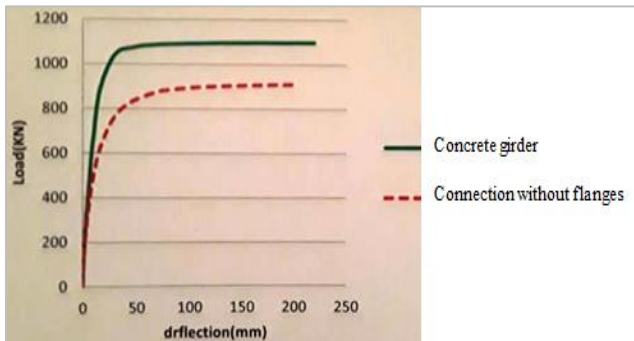 1200
1000
800
600
400
200
0
Load(KN)
0 50 100 150 200 250
drflection(mm)
Concrete girder
Connection without flanges